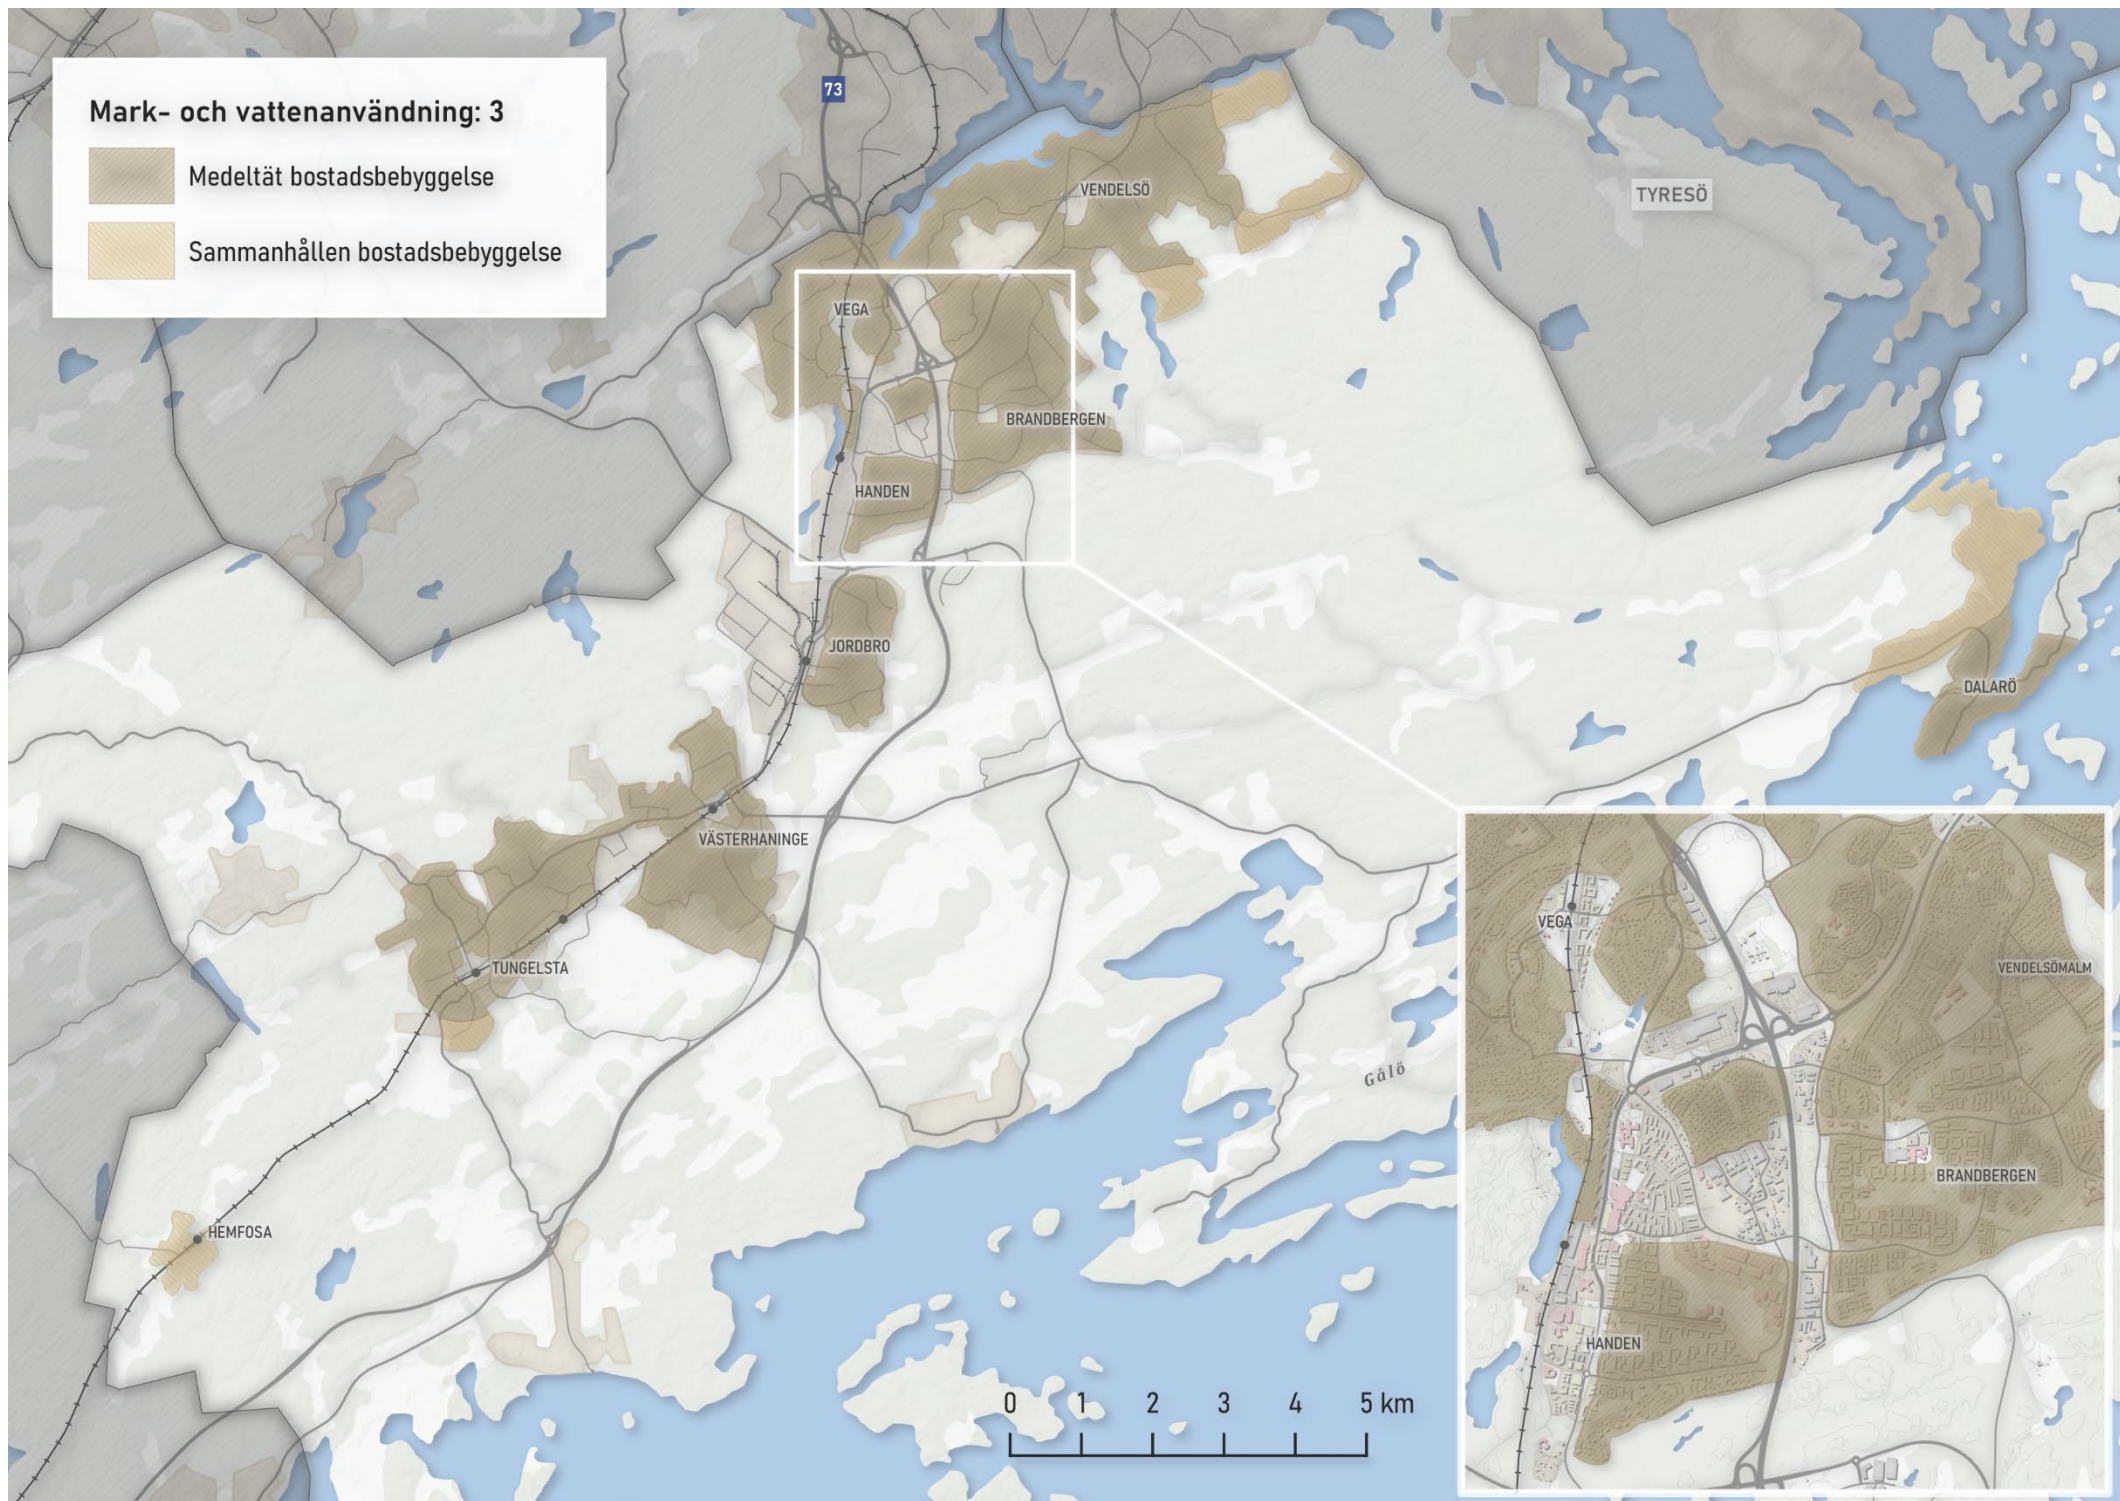 Mark- och vattenanvändning: 3
Medeltät bostadsbebyggelse
Sammanhållen bostadsbebyggelse
73
VENDELSÖ
TYRESÖ
VEGA
BRANDBERGEN
HANDEN
JORDBRO
DALARÖ
VÄSTERHANINGE
TUNGELSTA
Gålö
HEMFOSA
0 1 2 3 4 5 km
VEGA
VENDELSÖMALM
BRANDBERGEN
HANDEN